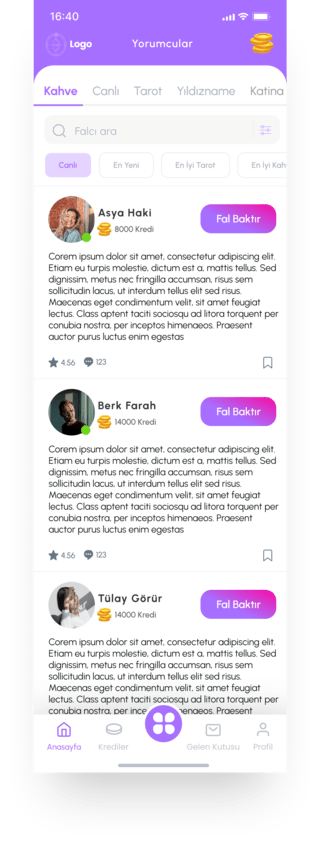 16:40
Logo
Yorumcular
Kahve Canlı Tarot Yıldızname Katina
Falcı ara
Canlı En Yeni En İyi Tarot En İyi Kah
Asya Haki
8000 Kredi
Fal Baktır
Lorem ipsum dolor sit amet, consectetur adipiscing elit.
Etiam eu turpis molestie, dictum est a, mattis tellus. Sed
dignissim, metus nec fringilla accumsan, risus sem
sollicitudin lacus, ut interdum tellus elit sed risus.
Maecenas eget condimentum velit, sit amet feugiat
lectus. Class aptent taciti sociosqu ad litora torquent per
conubia nostra, per inceptos himenaeos. Praesent
auctor purus luctus enim egestas
4.56 123
Berk Farah
14000 Kredi
Fal Baktır
Lorem ipsum dolor sit amet, consectetur adipiscing elit.
Etiam eu turpis molestie, dictum est a, mattis tellus. Sed
dignissim, metus nec fringilla accumsan, risus sem
sollicitudin lacus, ut interdum tellus elit sed risus.
Maecenas eget condimentum velit, sit amet feugiat
lectus. Class aptent taciti sociosqu ad litora torquent per
conubia nostra, per inceptos himenaeos. Praesent
auctor purus luctus enim egestas
4.56 123
Tülay Görür
14000 Kredi
Fal Baktır
Lorem ipsum dolor sit amet, consectetur adipiscing elit.
Etiam eu turpis molestie, dictum est a, mattis tellus. Sed
dignissim, metus nec fringilla accumsan, risus sem
sollicitudin lacus, ut interdum tellus elit sed risus.
Maecenas eget condimentum velit, sit amet feugiat
lectus. Class aptent taciti sociosqu ad litora torquent per
conubia nostra, per ince os himenaeos. Praesent
Anasayfa Krediler Gelen Kutusu Profil